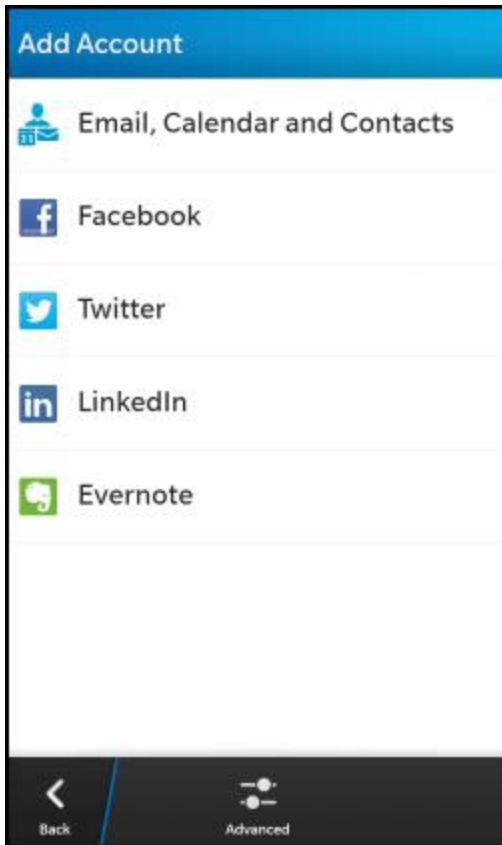 Add Account
Email, Calendar and Contacts
Facebook
Twitter
LinkedIn
Evernote
Back
Advanced